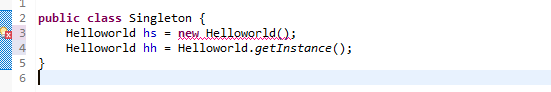 1
2 public class Singleton {
3 Helloworld hs = new Helloworld();
4 Helloworld hh = Helloworld.getInstance();
5 }
6